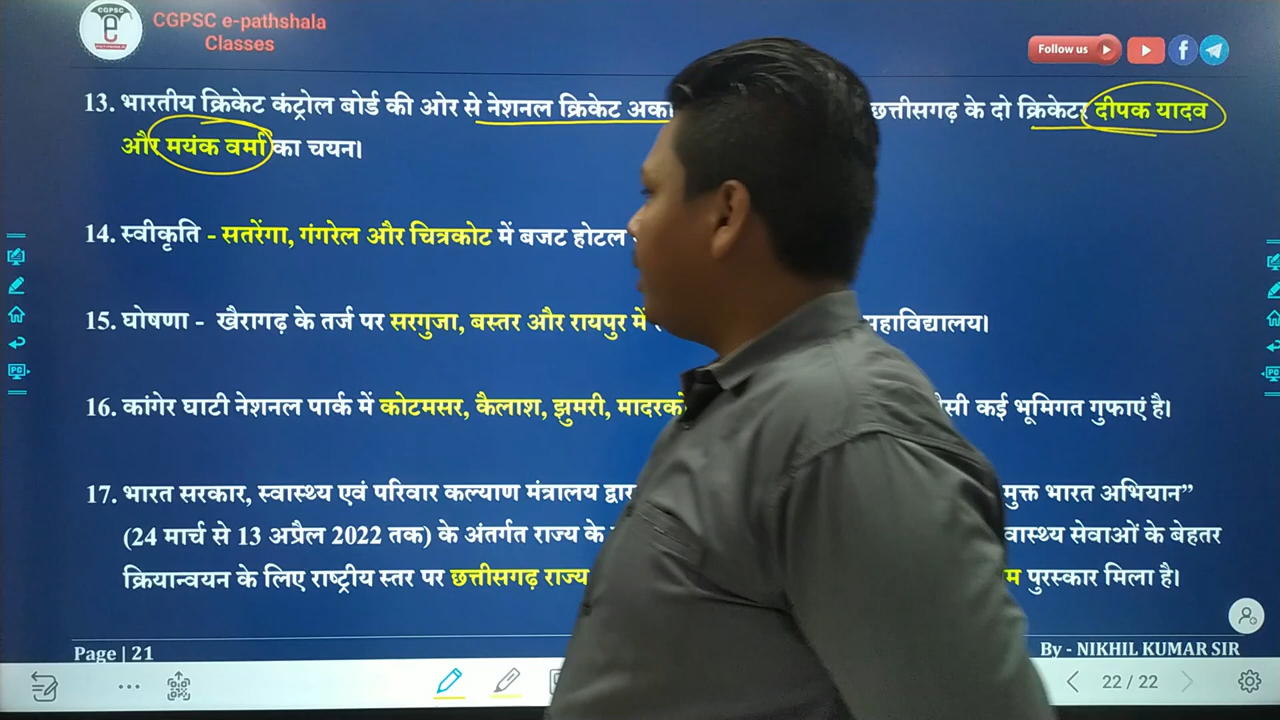 CGPSC e-pathshala
Classes
Follow us
13. भारतीय क्रिकेट कंट्रोल बोर्ड की ओर से नेशनल क्रिकेट छत्तीसगढ़ के दो क्रिकेटर दीपक यादव
और मयंक वर्मा का चयन।
14. स्वीकृति - सतरेंगा, गंगरेल और चित्रकोट में बजट होटल
15. घोषणा - खैरागढ़ के तर्ज पर सरगुजा, बस्तर और रायपुर में महाविद्यालय।
16. कांगेर घाटी नेशनल पार्क में कोटमसर, कैलाश, झुमरी, कई भूमिगत गुफाएं है।
17. भारत सरकार, स्वास्थ्य एवं परिवार कल्याण मंत्रालय मुक्त भारत अभियान”
(24 मार्च से 13 अप्रैल 2022 तक) के अंतर्गत राज्य के सेवाओं के बेहतर
क्रियान्वयन के लिए राष्ट्रीय स्तर पर छत्तीसगढ़ राज्य पुरस्कार मिला है।
Page | 21
By - NIKHIL KUMAR SIR
22 / 22